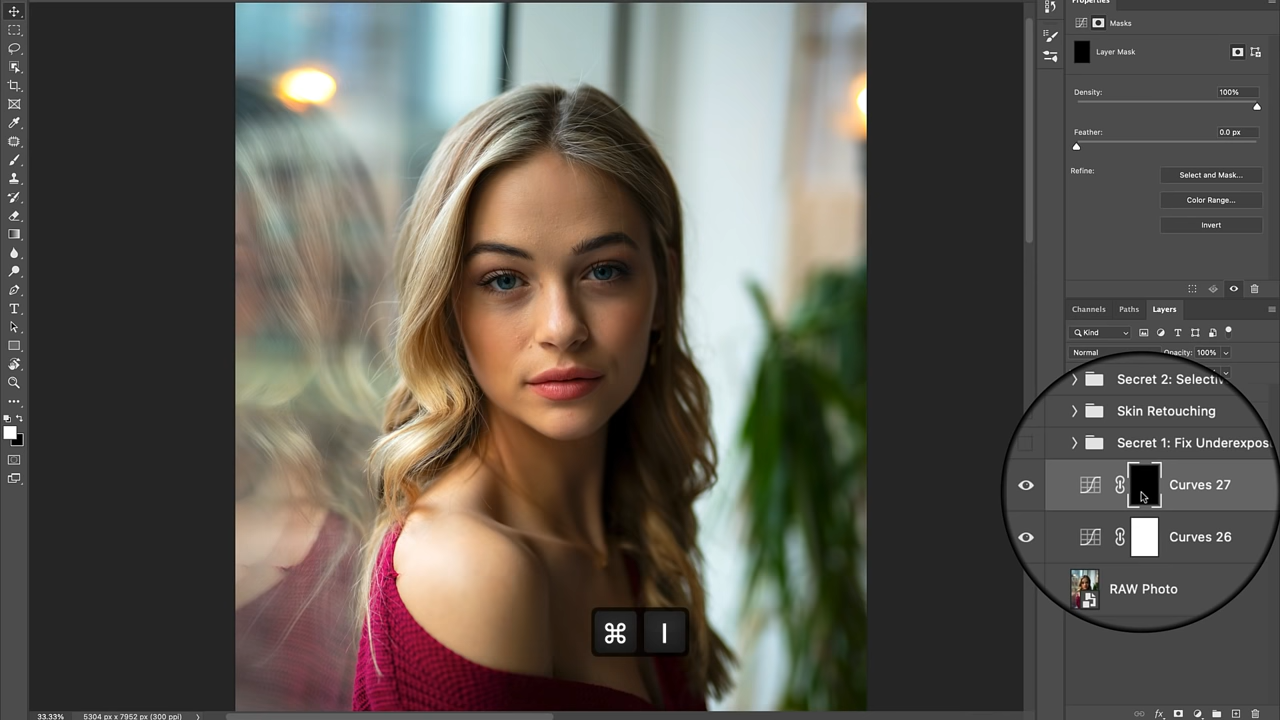 Properties
Masks
Layer Mask
Density:
100%
Feather:
0.0 px
Refine:
Select and Mask...
Color Range...
Invert
Channels
Paths
Layers
Kind
Normal
Opacity: 100%
Secret 2: Selectiv
Skin Retouching
Secret 1: Fix Underexpos
Curves 27
Curves 26
RAW Photo
⌘ I
33.33%
5304 px x 7952 px (300 ppi)